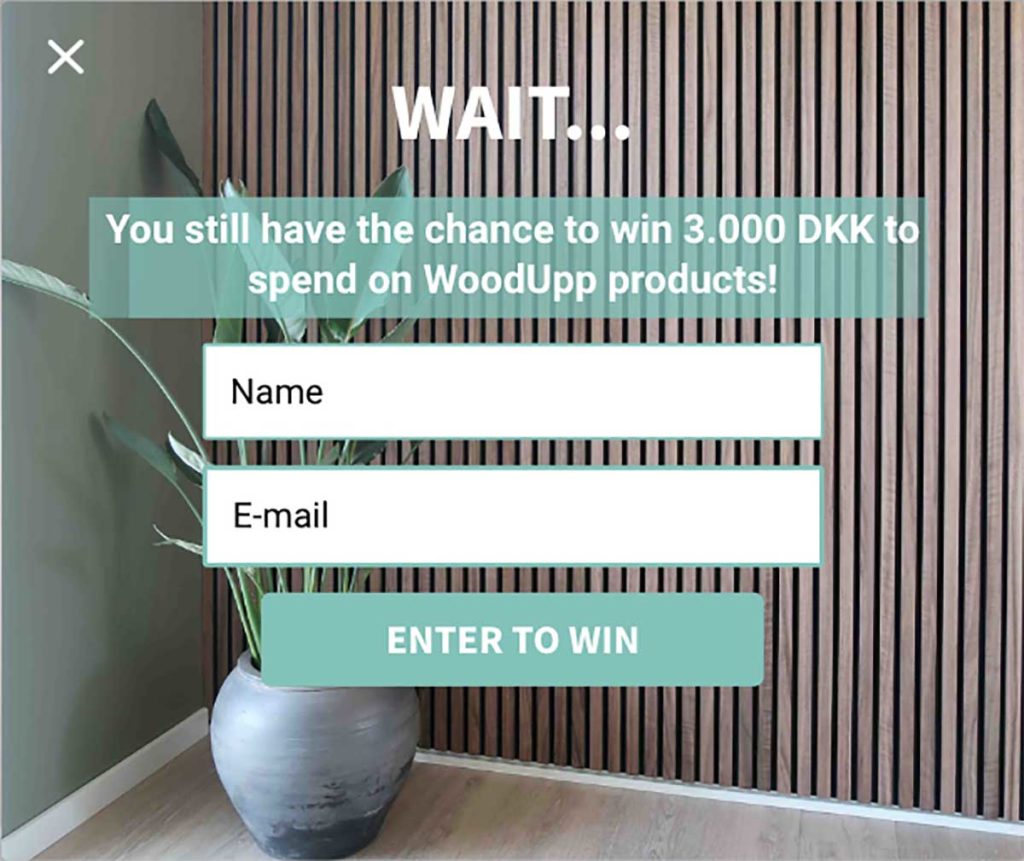 WAIT...
You still have the chance to win 3.000 DKK to
spend on WoodUpp products!
Name
E-mail
ENTER TO WIN